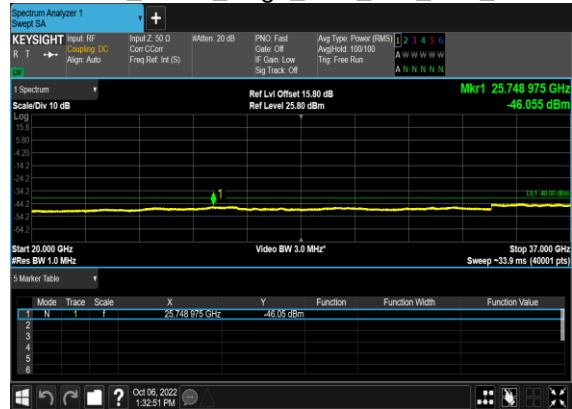 Spectrum Analyzer 1
Swept SA
+
KEYSIGHT Input: RF Input Z: 50 Ω #Atten: 20 dB PNO: Fast Avg Type: Power (RMS) 1 2 3 4 5 6
R T Coupling: DC Corr CCorr Gate: Off Avg|Hold: 100/100 A W W W W W
Align: Auto Freq Ref: Int (S) IF Gain: Low Trig: Free Run A N N N N N
Sig Track: Off
1 Spectrum Ref Lvl Offset 15.80 dB Mkr1 25.748 975 GHz
Scale/Div 10 dB Ref Level 25.80 dBm -46.055 dBm
Log
15.8
5.80
-4.20
-14.2
-24.2
-34.2 1 DL1 -40.00 dBm
-44.2
-54.2
-64.2
Start 20.000 GHz Video BW 3.0 MHz* Stop 37.000 GHz
#Res BW 1.0 MHz Sweep ~33.9 ms (40001 pts)
5 Marker Table
Mode Trace Scale X Y Function Function Width Function Value
1 N 1 f 25.748 975 GHz -46.05 dBm
2
3
4
5
6
? Oct 06, 2022
1:32:51 PM